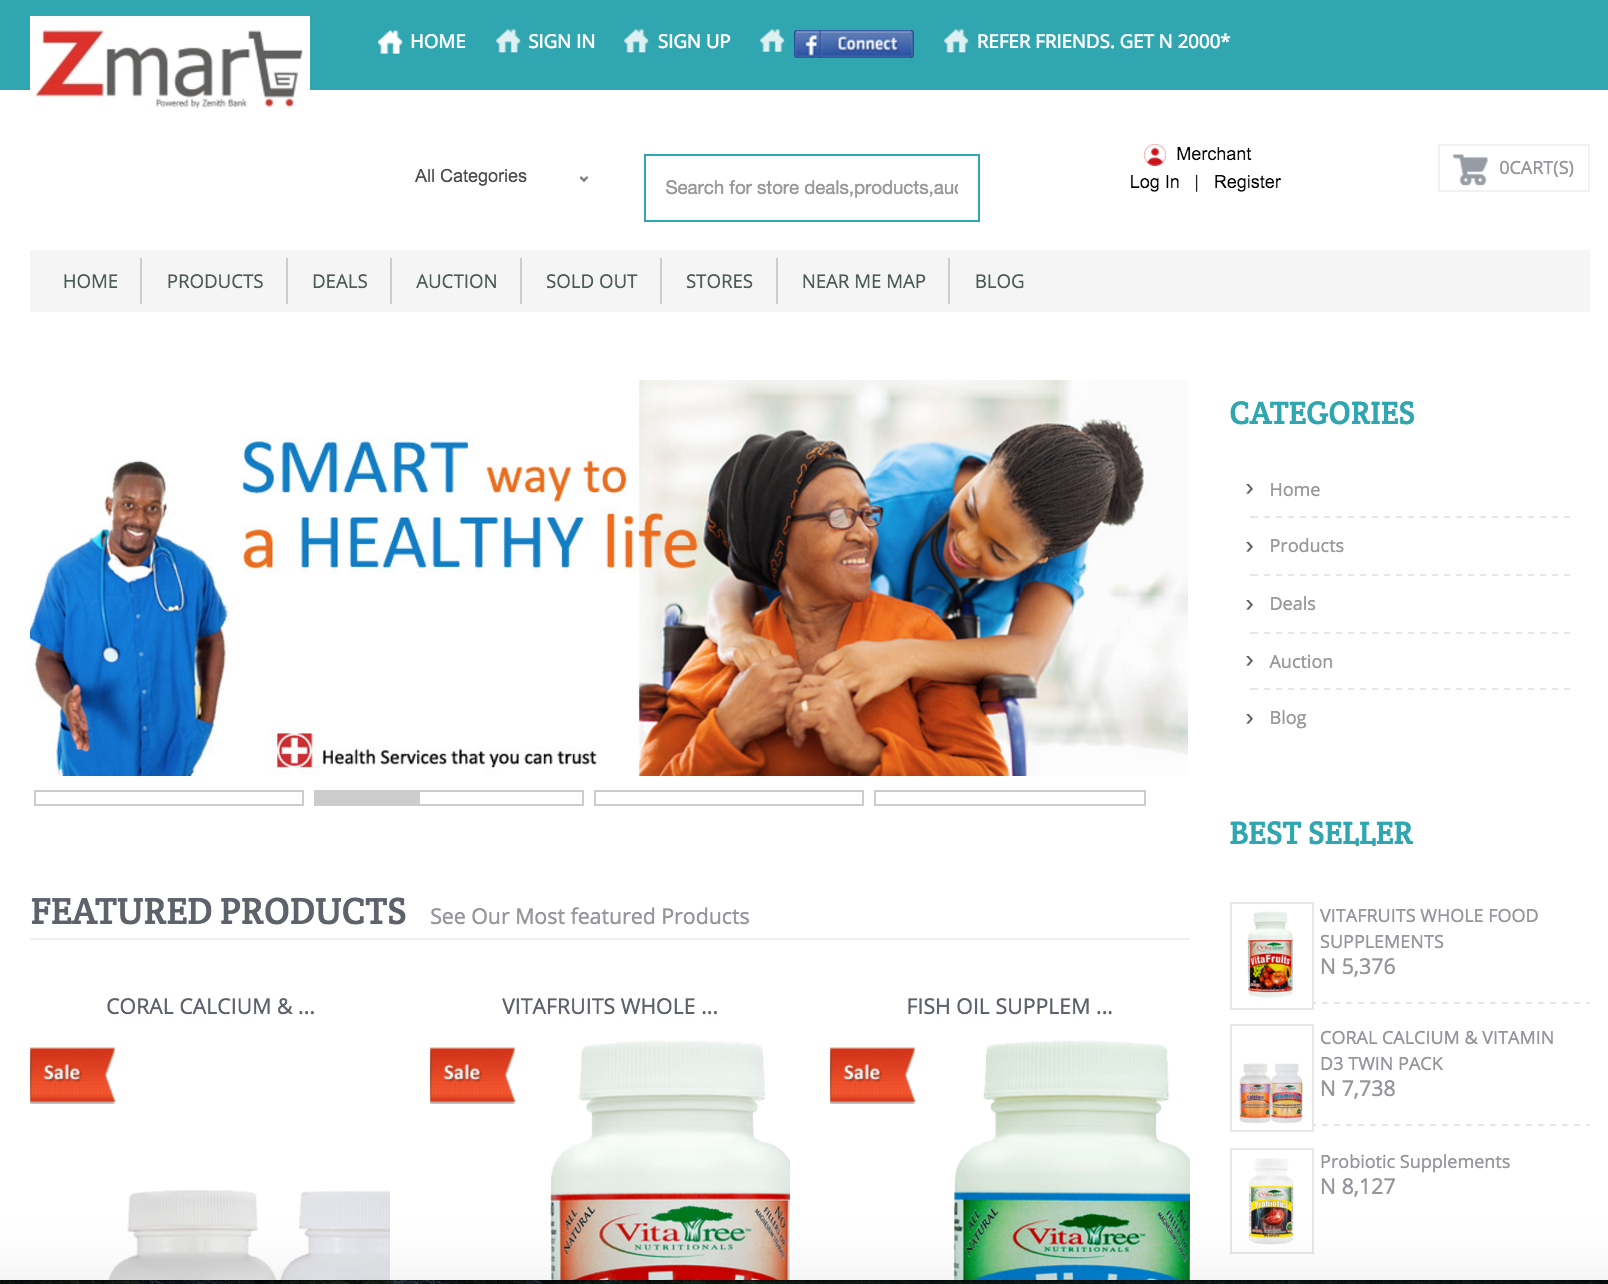 Zmart
Powered by Zenith Bank
HOME
SIGN IN
SIGN UP
f Connect
REFER FRIENDS. GET N 2000*
All Categories
Search for store deals,products,auc
Merchant
Log In | Register
0CART(S)
HOME
PRODUCTS
DEALS
AUCTION
SOLD OUT
STORES
NEAR ME MAP
BLOG
SMART way to
a HEALTHY life
Health Services that you can trust
CATEGORIES
Home
Products
Deals
Auction
Blog
BEST SELLER
VITAFRUITS WHOLE FOOD
SUPPLEMENTS
N 5,376
CORAL CALCIUM & VITAMIN
D3 TWIN PACK
N 7,738
Probiotic Supplements
N 8,127
FEATURED PRODUCTS
See Our Most featured Products
CORAL CALCIUM & ...
Sale
VITAFRUITS WHOLE ...
Sale
ALL NATURAL
VitaTree
NUTRITIONALS
FISH OIL SUPPLEM ...
Sale
ALL NATURAL
VitaTree
NUTRITIONALS
VitaFruits